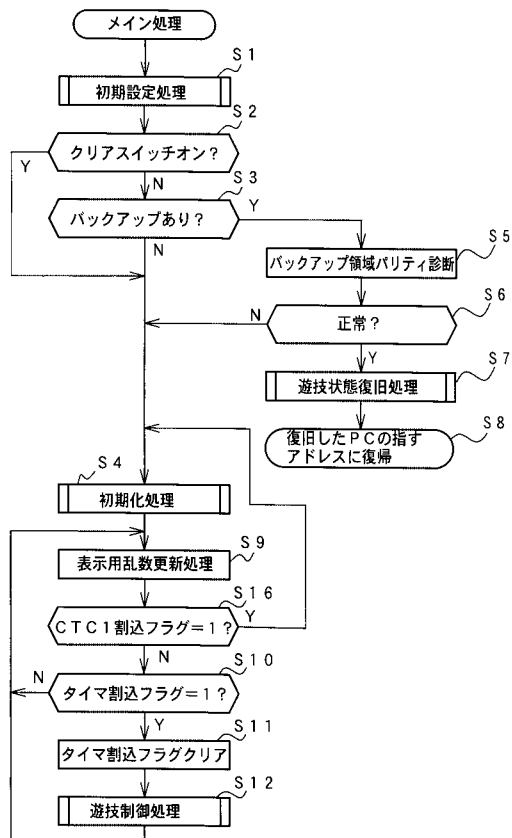 メイン処理
S1
初期設定処理
S2
クリアスイッチオン?
Y
N
S3
バックアップあり?
Y
N
S5
バックアップ領域パリティ診断
S6
正常?
N
Y
S7
遊技状態復旧処理
S8
復旧したPCの指す
アドレスに復帰
S4
初期化処理
S9
表示用乱数更新処理
S16
CTC1割込フラグ=1?
Y
N
S10
タイマ割込フラグ=1?
N
Y
S11
タイマ割込フラグクリア
S12
遊技制御処理